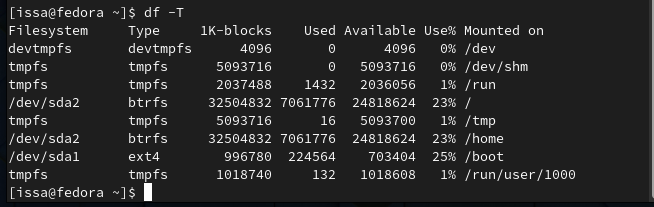 [issa@fedora ~]$ df -T
Filesystem     Type     1K-blocks    Used Available Use% Mounted on
devtmpfs       devtmpfs      4096       0      4096   0% /dev
tmpfs          tmpfs      5093716       0   5093716   0% /dev/shm
tmpfs          tmpfs      2037488    1432   2036056   1% /run
/dev/sda2      btrfs     32504832 7061776  24818624  23% /
tmpfs          tmpfs      5093716      16   5093700   1% /tmp
/dev/sda2      btrfs     32504832 7061776  24818624  23% /home
/dev/sda1      ext4        996780  224564    703404  25% /boot
tmpfs          tmpfs      1018740     132   1018608   1% /run/user/1000
[issa@fedora ~]$